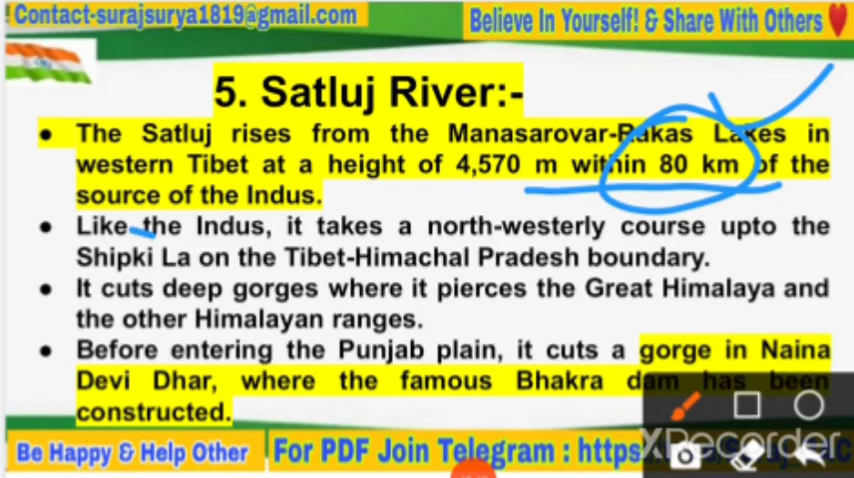 Contact-surajsurya1819@gmail.com
Believe In Yourself! & Share With Others
5. Satluj River:-
• The Satluj rises from the Manasarovar-Rakas Lakes in
western Tibet at a height of 4,570 m within 80 km of the
source of the Indus.
• Like the Indus, it takes a north-westerly course upto the
Shipki La on the Tibet-Himachal Pradesh boundary.
• It cuts deep gorges where it pierces the Great Himalaya and
the other Himalayan ranges.
• Before entering the Punjab plain, it cuts a gorge in Naina
Devi Dhar, where the famous Bhakra dam has been
constructed.
XRecorder
Be Happy & Help Other
For PDF Join Telegram : https